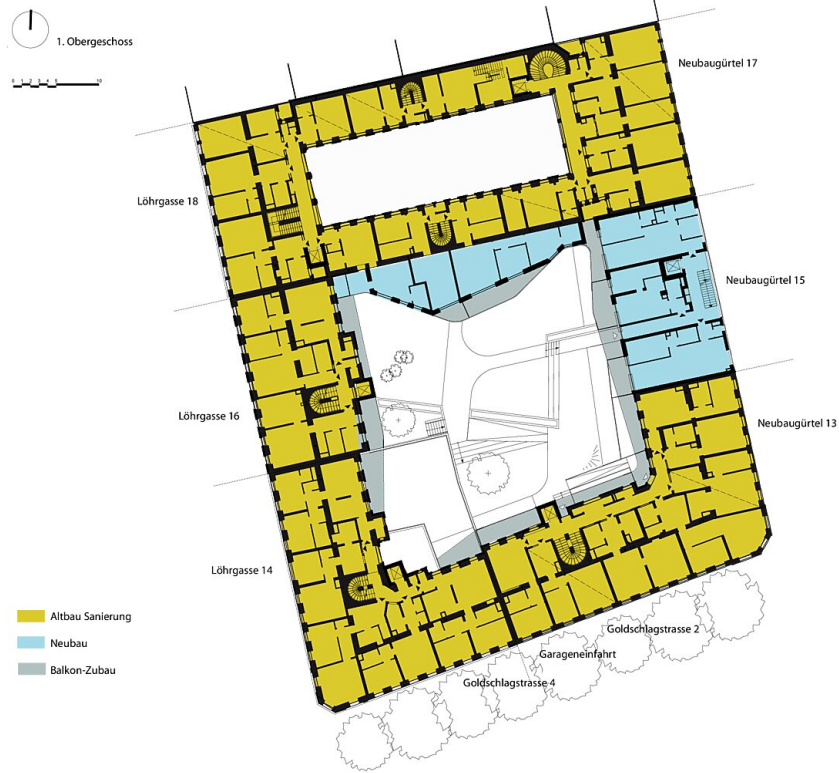 1. Obergeschoss
0 1 2 3 4 5 10
Neubaugürtel 17
Löhrgasse 18
Neubaugürtel 15
Löhrgasse 16
Neubaugürtel 13
Löhrgasse 14
Altbau Sanierung
Neubau
Balkon-Zubau
Goldschlagstrasse 2
Garageneinfahrt
Goldschlagstrasse 4